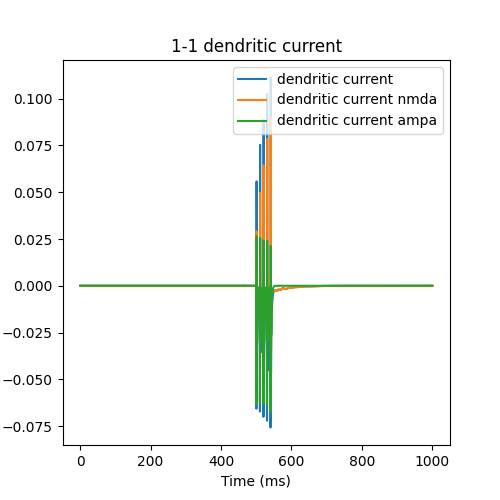 1-1 dendritic current
dendritic current
dendritic current nmda
dendritic current ampa
0.100
0.075
0.050
0.025
0.000
−0.025
−0.050
−0.075
0 200 400 600 800 1000
Time (ms)